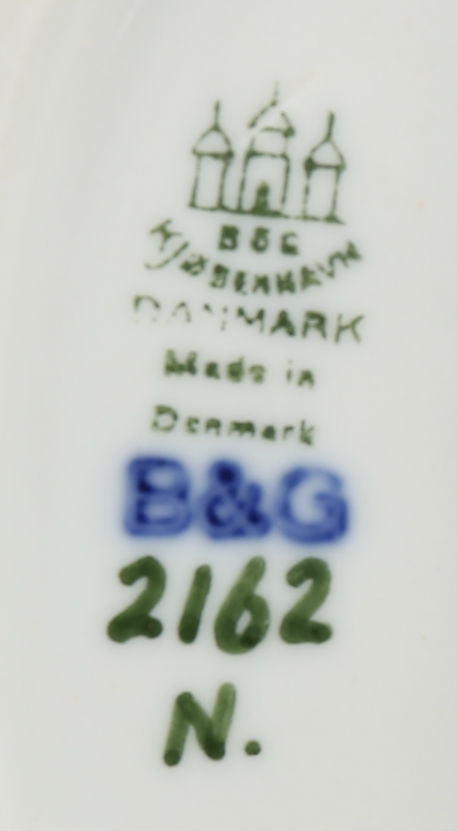 B&G
KJØBENHAVN
DANMARK
Made in
Denmark
B&G
2162
N.